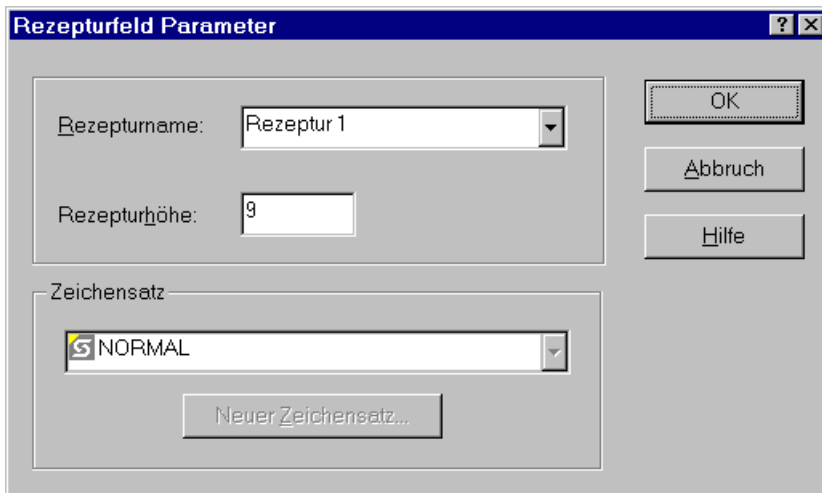 Rezepturfeld Parameter
Rezepturname:
Rezeptur 1
Rezepturhöhe:
9
OK
Abbruch
Hilfe
Zeichensatz
NORMAL
Neuer Zeichensatz...